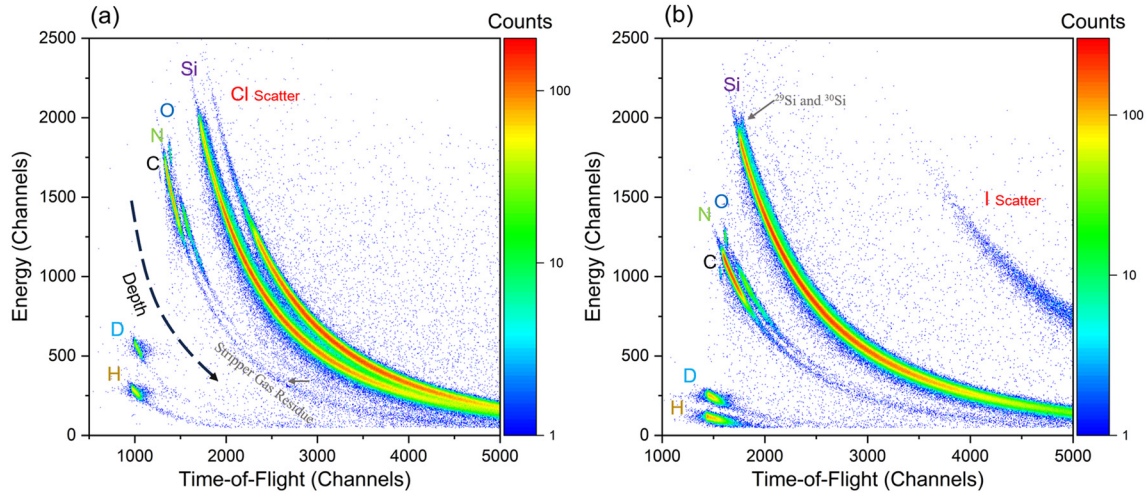 (a)
Counts
2500
2000
1500
1000
500
0
Energy (Channels)
1000
2000
3000
4000
5000
Time-of-Flight (Channels)
Si
Cl Scatter
O
N
C
Depth
D
H
Stripper Gas Residue
100
10
1
(b)
Counts
2500
2000
1500
1000
500
0
Energy (Channels)
1000
2000
3000
4000
5000
Time-of-Flight (Channels)
Si
29Si and 30Si
O
N
C
I Scatter
D
H
100
10
1